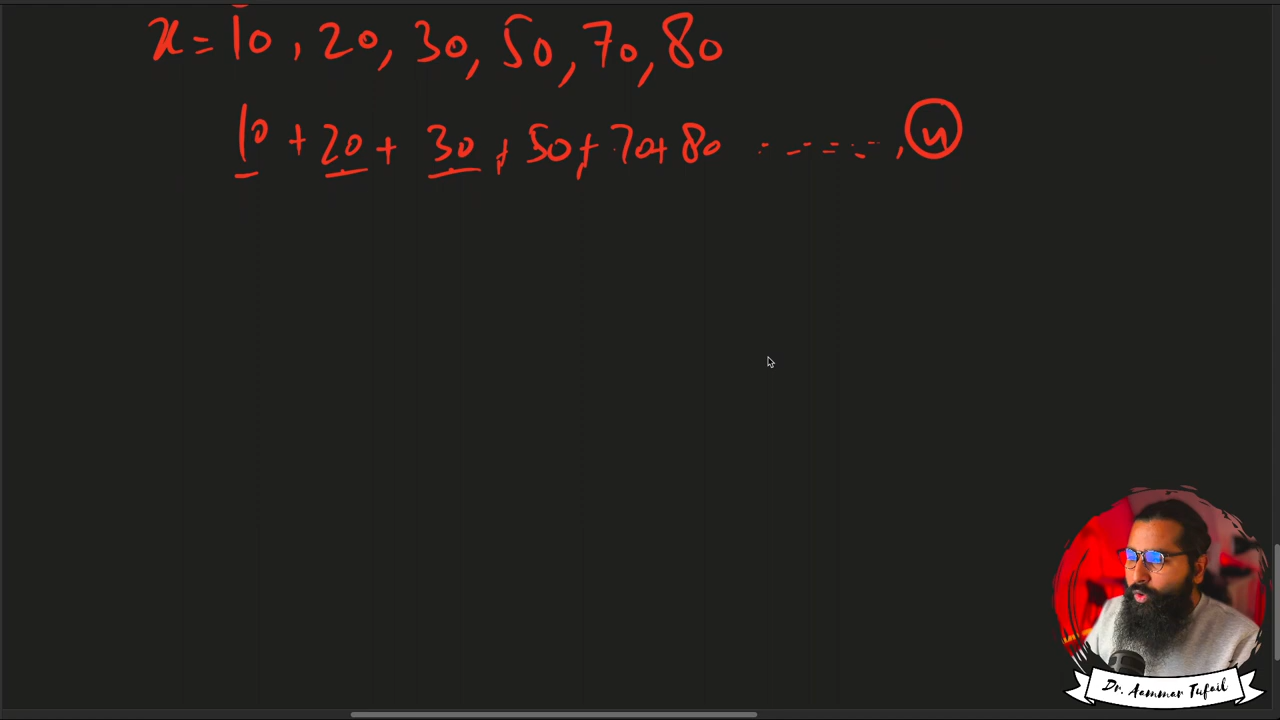 x = 10 , 20, 30, 50, 70, 80
10 + 20 + 30 + 50 + 70 + 80 ......, n
Dr. Aammar Tufail